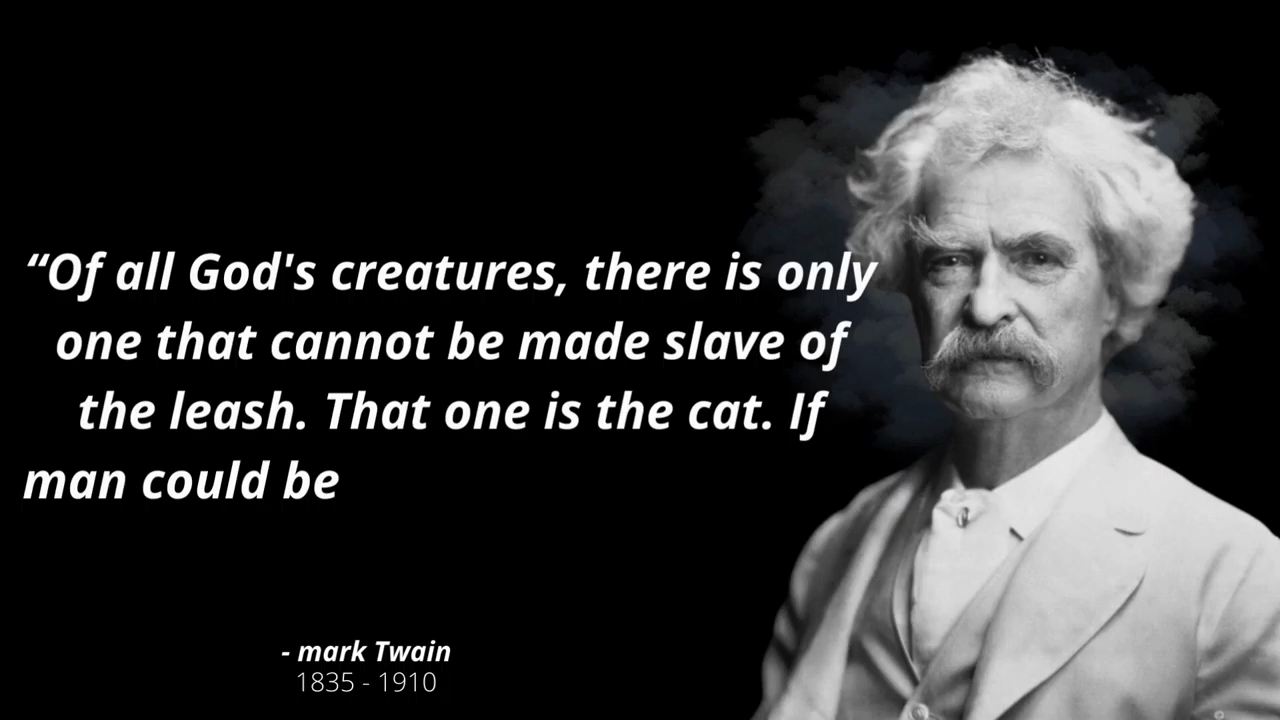 “Of all God's creatures, there is only
one that cannot be made slave of
the leash. That one is the cat. If
man could be
- mark Twain
1835 - 1910